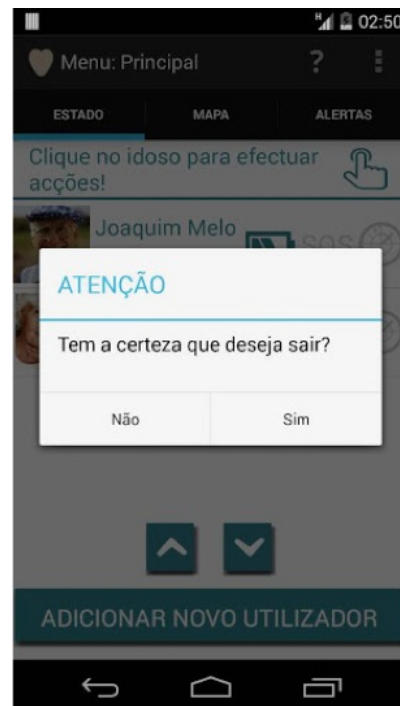 H 02:50
Menu: Principal ?
ESTADO MAPA ALERTAS
Clique no idoso para efectuar
acções!
Joaquim Melo
SOS
ATENÇÃO
Tem a certeza que deseja sair?
Não Sim
ADICIONAR NOVO UTILIZADOR